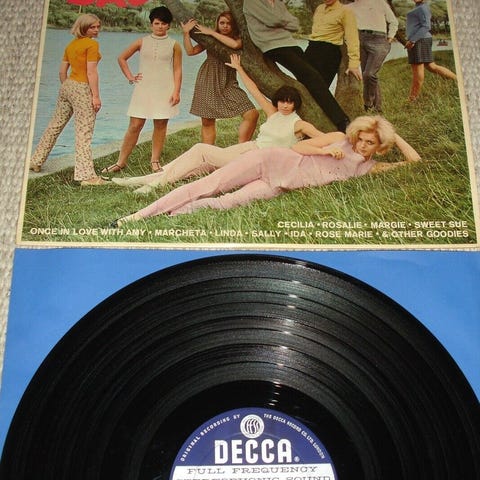 CECILIA • ROSALIE • MARGIE • SWEET SUE
ONCE IN LOVE WITH AMY • MARCHETA • LINDA • SALLY • IDA • ROSE MARIE • & OTHER GOODIES
ORIGINAL RECORDING BY THE DECCA RECORD CO. LTD. LONDON
ffss
DECCA®
FULL FREQUENCY
STEREOPHONIC SOUND